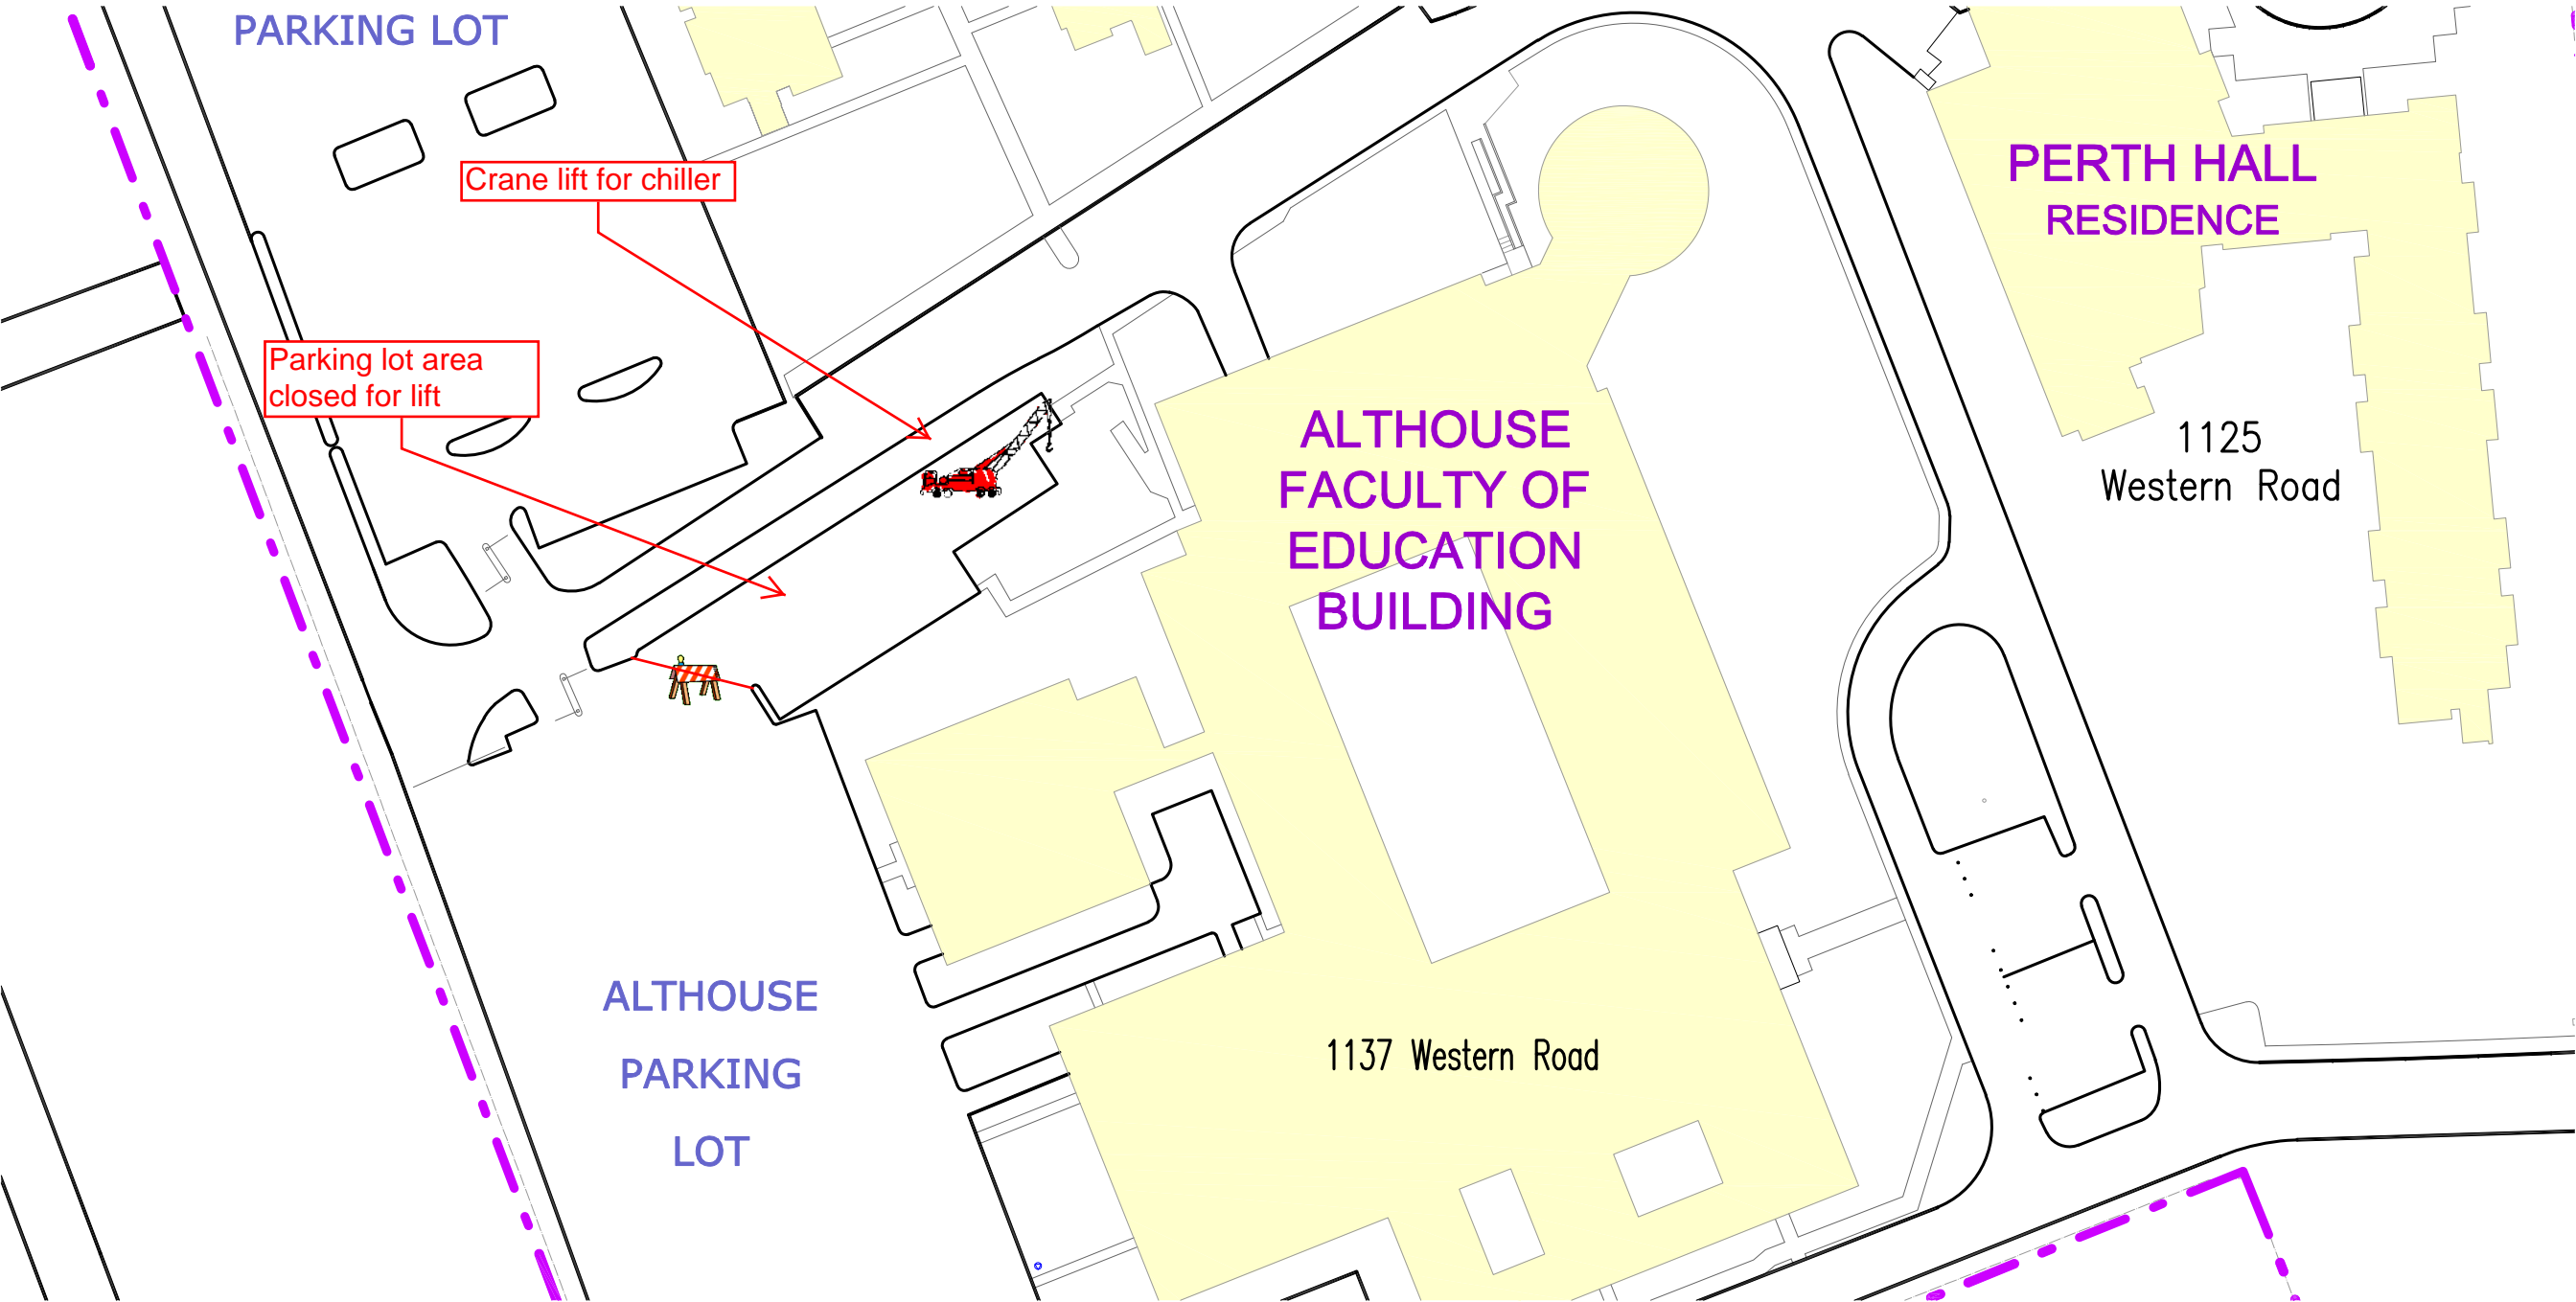 PARKING LOT
Crane lift for chiller
PERTH HALL
RESIDENCE
Parking lot area
closed for lift
ALTHOUSE
FACULTY OF
EDUCATION
BUILDING
1125
Western Road
ALTHOUSE
PARKING
LOT
1137 Western Road